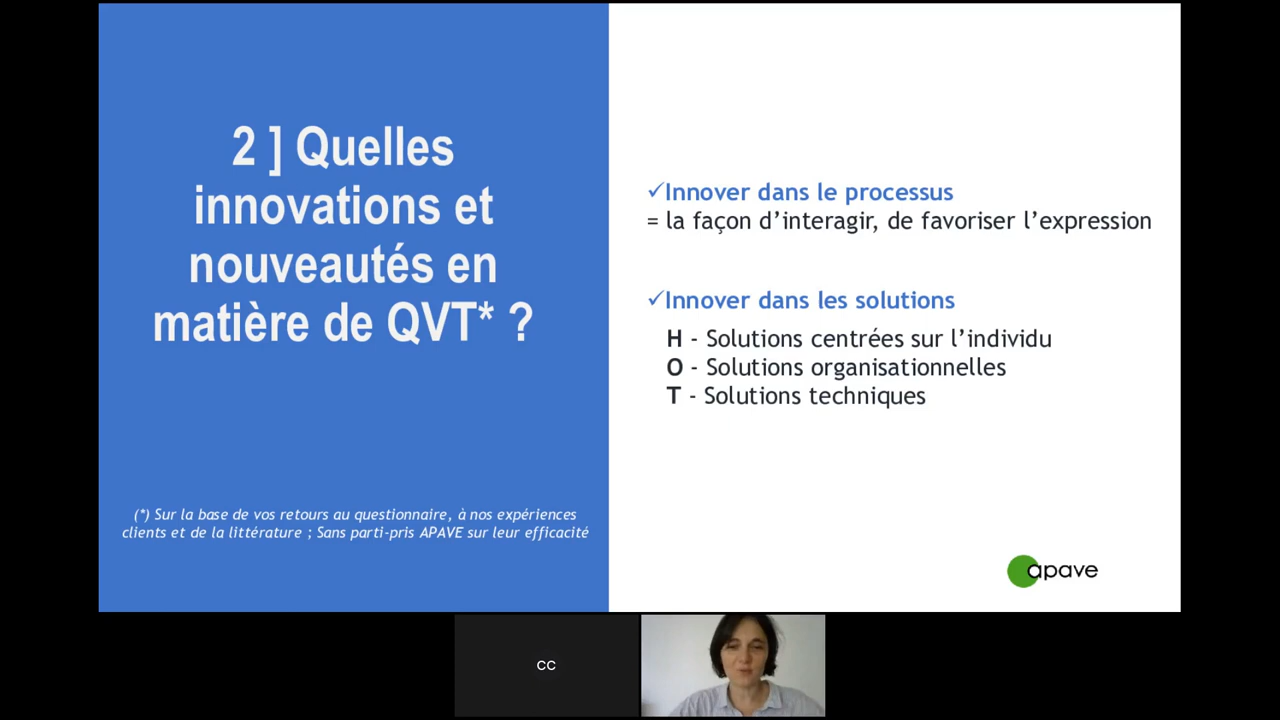 2 ] Quelles
innovations et
nouveautés en
matière de QVT* ?
(*) Sur la base de vos retours au questionnaire, à nos expériences
clients et de la littérature ; Sans parti-pris APAVE sur leur efficacité
✓Innover dans le processus
= la façon d’interagir, de favoriser l’expression
✓Innover dans les solutions
H - Solutions centrées sur l’individu
O - Solutions organisationnelles
T - Solutions techniques
apave
CC